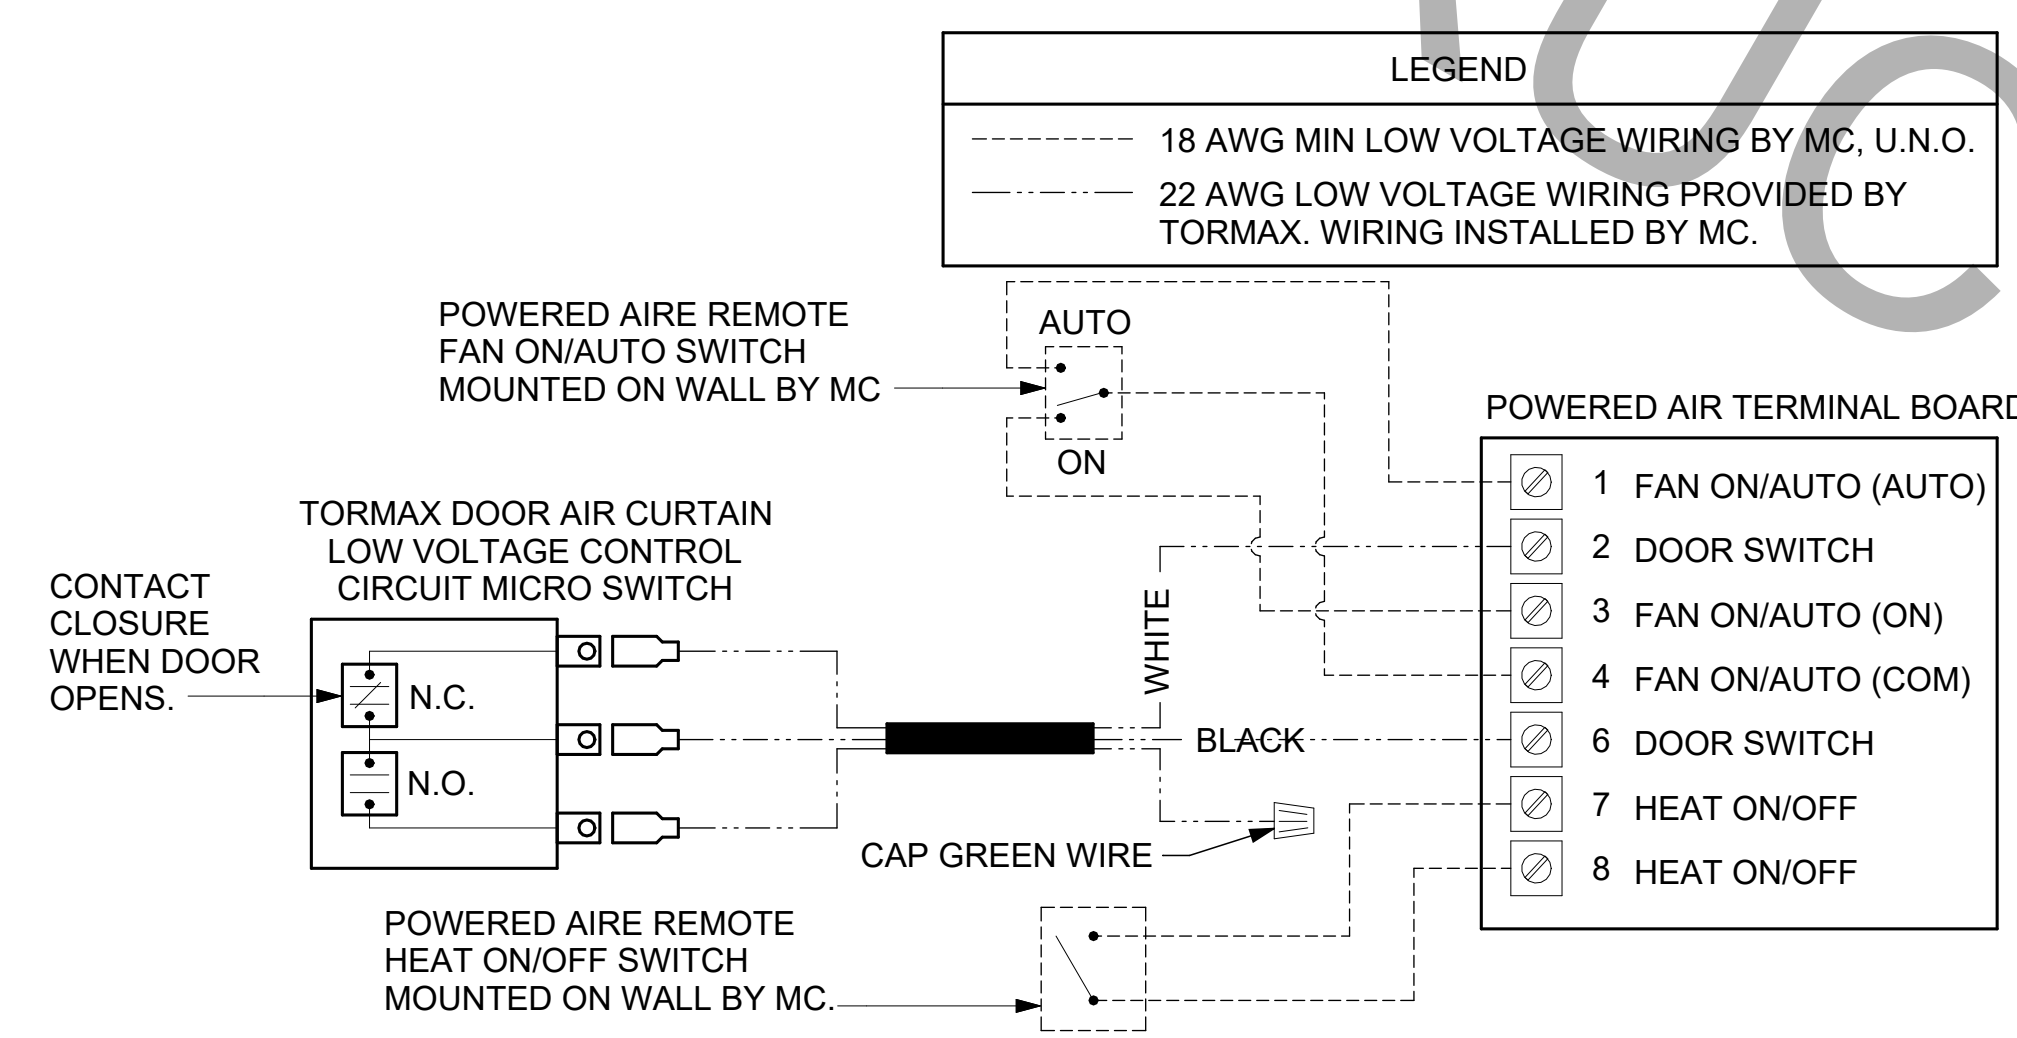 LEGEND
18 AWG MIN LOW VOLTAGE WIRING BY MC, U.N.O.
22 AWG LOW VOLTAGE WIRING PROVIDED BY
TORMAX. WIRING INSTALLED BY MC.
POWERED AIRE REMOTE
FAN ON/AUTO SWITCH
MOUNTED ON WALL BY MC
AUTO
ON
POWERED AIR TERMINAL BOARD
1 FAN ON/AUTO (AUTO)
2 DOOR SWITCH
3 FAN ON/AUTO (ON)
4 FAN ON/AUTO (COM)
6 DOOR SWITCH
7 HEAT ON/OFF
8 HEAT ON/OFF
TORMAX DOOR AIR CURTAIN
LOW VOLTAGE CONTROL
CIRCUIT MICRO SWITCH
CONTACT
CLOSURE
WHEN DOOR
OPENS.
N.C.
N.O.
WHITE
BLACK
CAP GREEN WIRE
POWERED AIRE REMOTE
HEAT ON/OFF SWITCH
MOUNTED ON WALL BY MC.